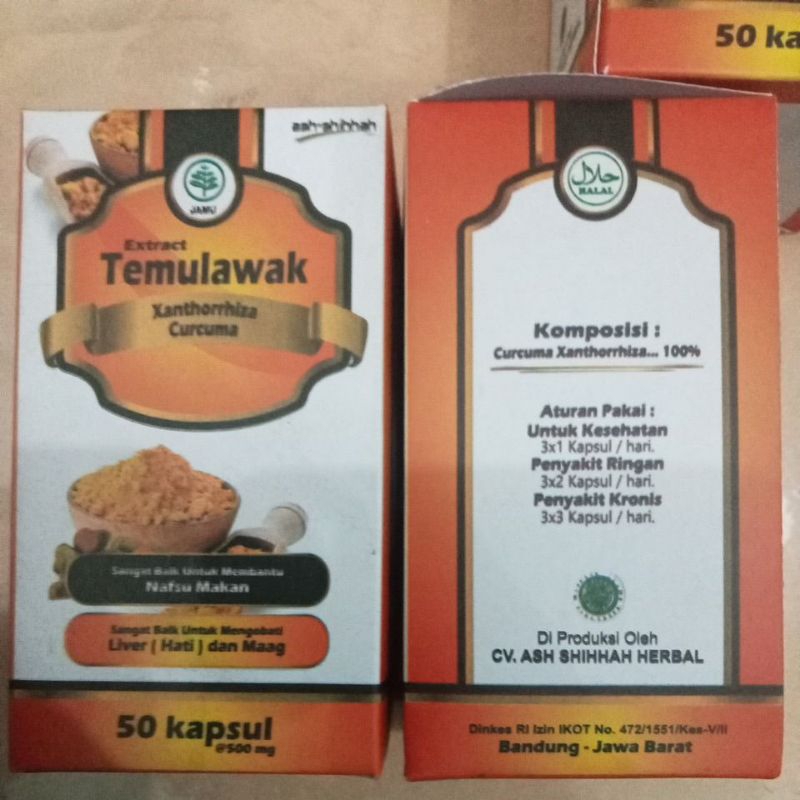 50 ka
ash-shihhah
JAMU
Extract
Temulawak
Xanthorrhiza
Curcuma
Sangat Baik Untuk Membantu
Nafsu Makan
Sangat Baik Untuk Mengobati
Liver ( Hati ) dan Maag
50 kapsul
@500 mg
حلال
HALAL
Komposisi :
Curcuma Xanthorrhiza... 100%
Aturan Pakai :
Untuk Kesehatan
3x1 Kapsul / hari.
Penyakit Ringan
3x2 Kapsul / hari.
Penyakit Kronis
3x3 Kapsul / hari.
Di Produksi Oleh
CV. ASH SHIHHAH HERBAL
Dinkes RI Izin IKOT No. 472/1551/Kes-V/II
Bandung - Jawa Barat